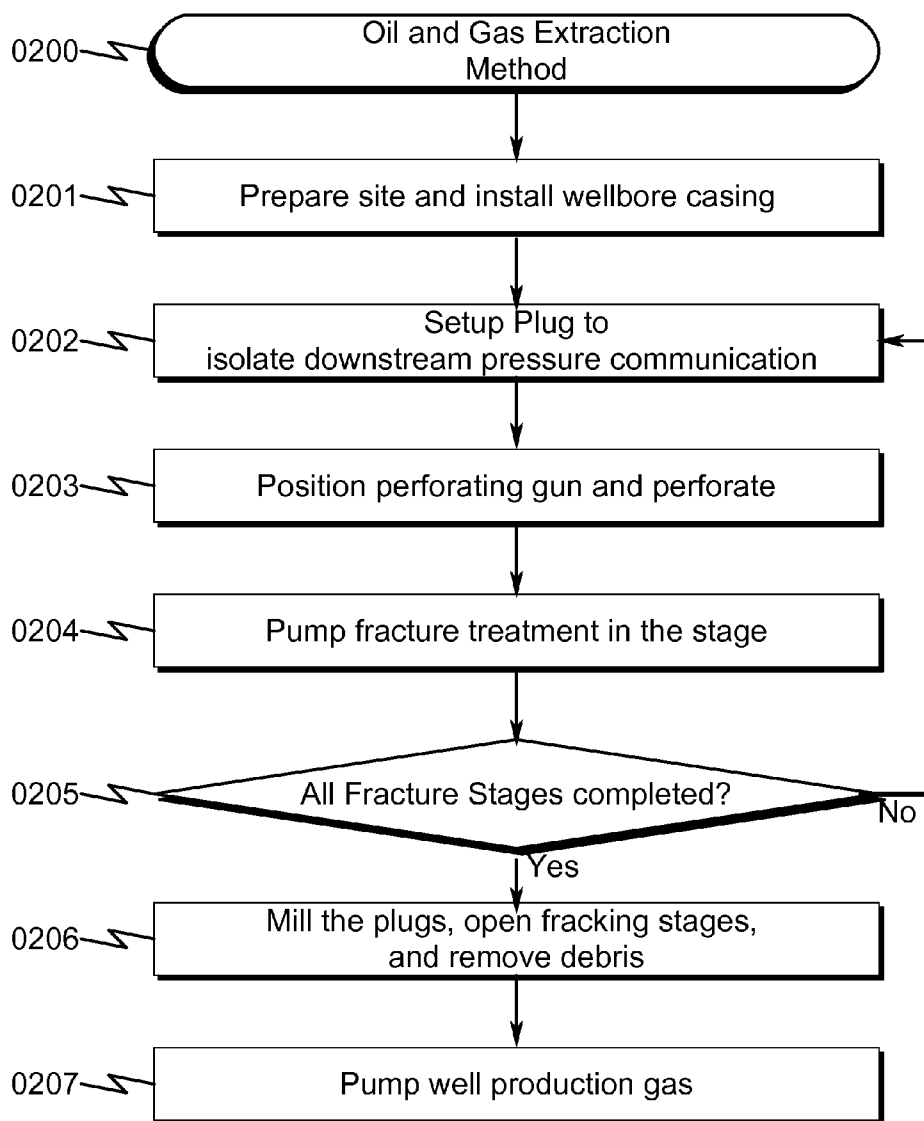 0200
Oil and Gas Extraction
Method
0201
Prepare site and install wellbore casing
0202
Setup Plug to
isolate downstream pressure communication
0203
Position perforating gun and perforate
0204
Pump fracture treatment in the stage
0205
All Fracture Stages completed?
No
Yes
0206
Mill the plugs, open fracking stages,
and remove debris
0207
Pump well production gas